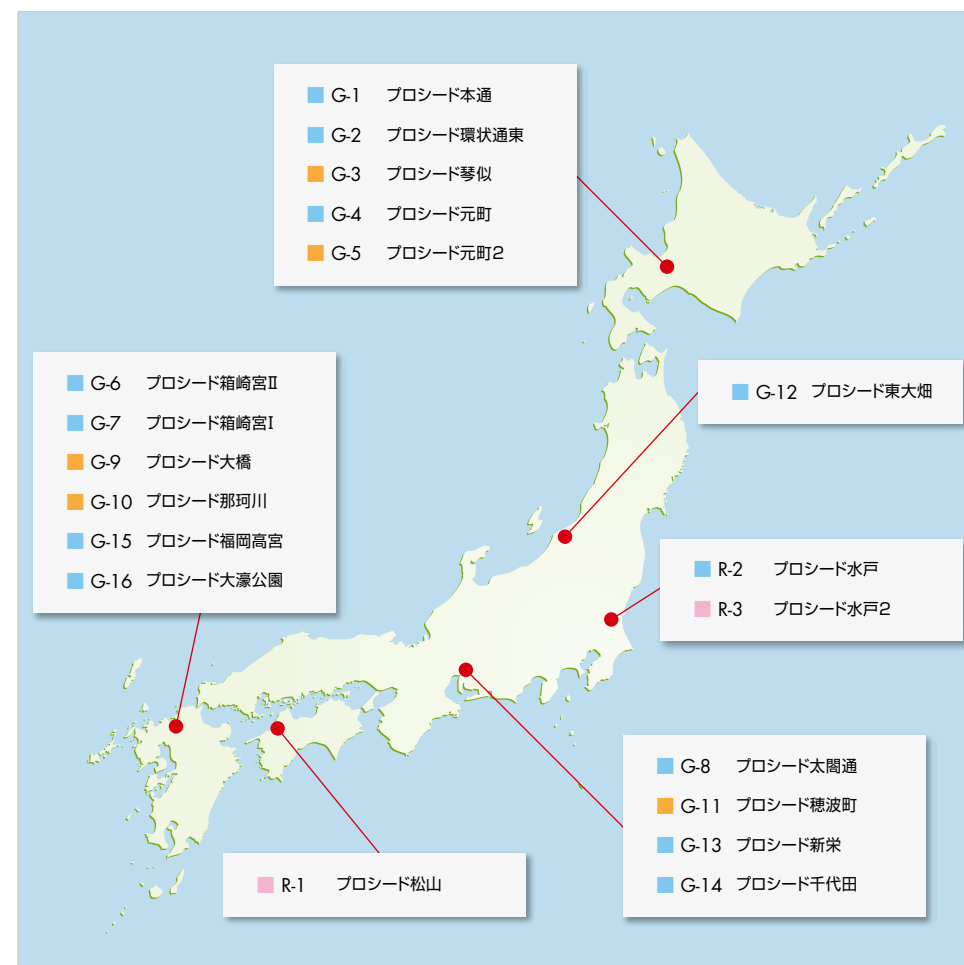 G-1 プロシード本通
G-2 プロシード環状通東
G-3 プロシード琴似
G-4 プロシード元町
G-5 プロシード元町2
G-6 プロシード箱崎宮Ⅱ
G-7 プロシード箱崎宮Ⅰ
G-9 プロシード大橋
G-10 プロシード那珂川
G-15 プロシード福岡高宮
G-16 プロシード大濠公園
G-12 プロシード東大畑
R-2 プロシード水戸
R-3 プロシード水戸2
G-8 プロシード太閤通
G-11 プロシード穂波町
G-13 プロシード新栄
G-14 プロシード千代田
R-1 プロシード松山